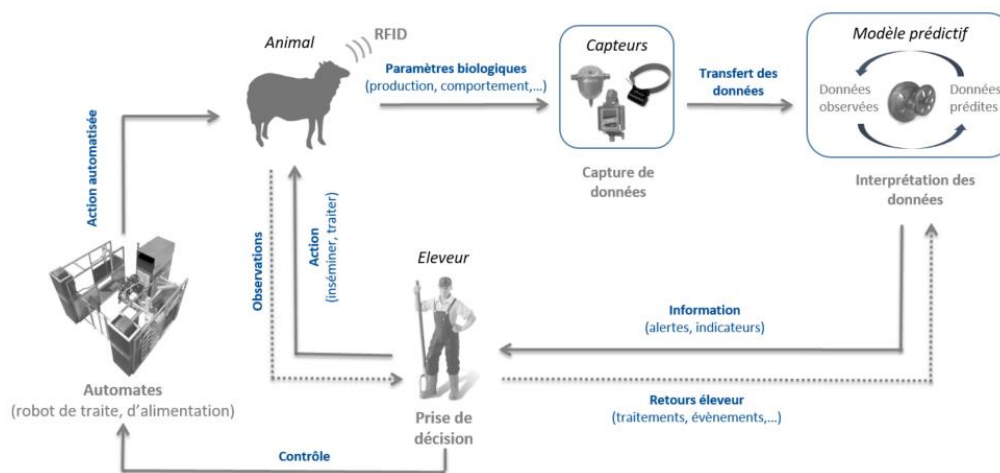 Animal
RFID
Capteurs
Modèle prédictif
Paramètres biologiques
(production, comportement,...)
Transfert des
données
Données
observées
Données
prédites
Capture de
données
Interprétation des
données
Action automatisée
Observations
Action
(inséminer, traiter)
Eleveur
Information
(alertes, indicateurs)
Automates
(robot de traite, d'alimentation)
Prise de
décision
Retours éleveur
(traitements, évènements,...)
Contrôle